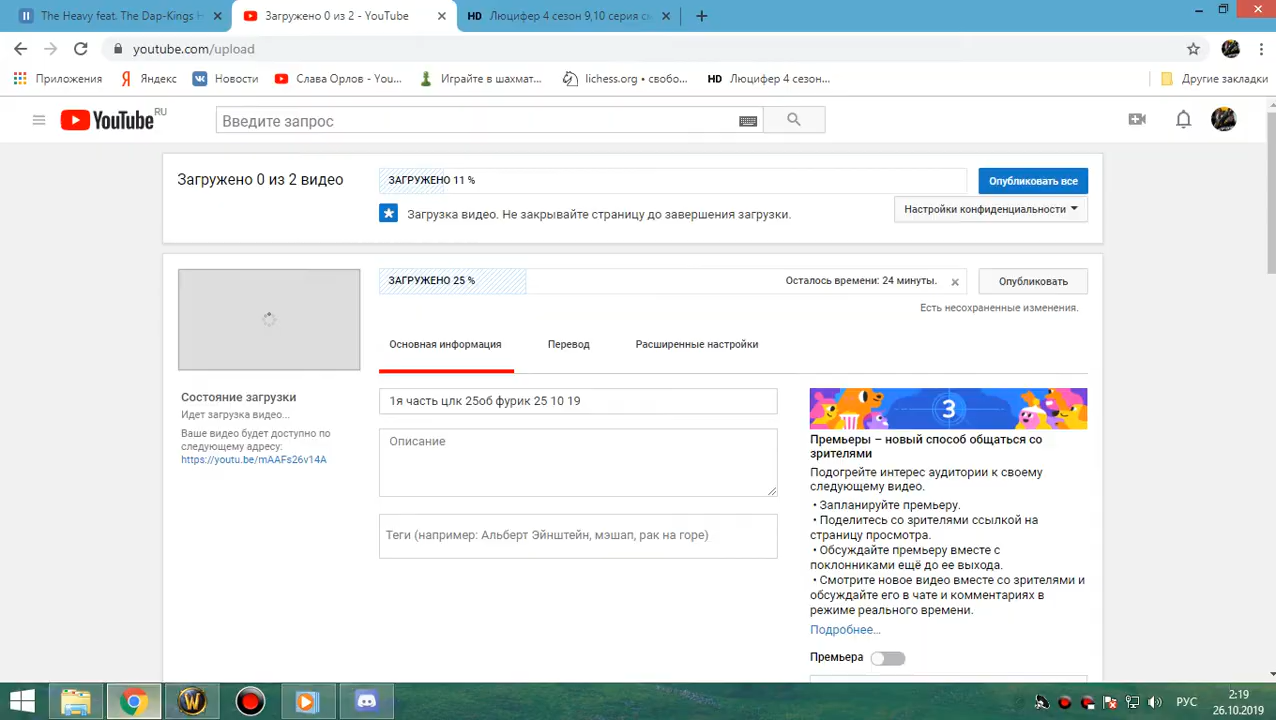 The Heavy feat. The Dap-Kings H
Загружено 0 из 2 - YouTube
HD Люцифер 4 сезон 9,10 серия см
youtube.com/upload
Приложения
Яндекс
Новости
Слава Орлов - You...
Играйте в шахмат...
lichess.org • свобо...
HD Люцифер 4 сезон...
Другие закладки
YouTube RU
Введите запрос
Загружено 0 из 2 видео
ЗАГРУЖЕНО 11 %
Опубликовать все
Загрузка видео. Не закрывайте страницу до завершения загрузки.
Настройки конфиденциальности
ЗАГРУЖЕНО 25 %
Осталось времени: 24 минуты.
Опубликовать
Есть несохраненные изменения.
Основная информация
Перевод
Расширенные настройки
Состояние загрузки
Идет загрузка видео...
Ваше видео будет доступно по
следующему адресу:
https://youtu.be/mAAFs26v14A
1я часть цлк 25об фурик 25 10 19
Описание
Теги (например: Альберт Эйнштейн, мэшап, рак на горе)
3
Премьеры – новый способ общаться со
зрителями
Подогрейте интерес аудитории к своему
следующему видео.
• Запланируйте премьеру.
• Поделитесь со зрителями ссылкой на
страницу просмотра.
• Обсуждайте премьеру вместе с
поклонниками ещё до ее выхода.
• Смотрите новое видео вместе со зрителями и
обсуждайте его в чате и комментариях в
режиме реального времени.
Подробнее...
Премьера
РУС
2:19
26.10.2019